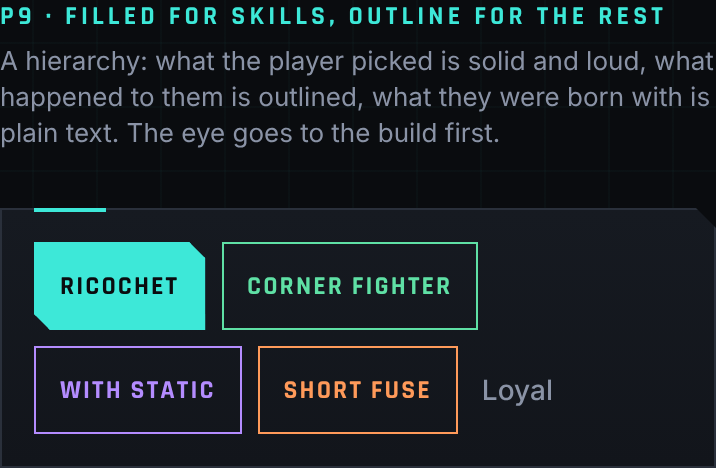 P9 · FILLED FOR SKILLS, OUTLINE FOR THE REST
A hierarchy: what the player picked is solid and loud, what
happened to them is outlined, what they were born with is
plain text. The eye goes to the build first.
RICOCHET CORNER FIGHTER
WITH STATIC SHORT FUSE Loyal